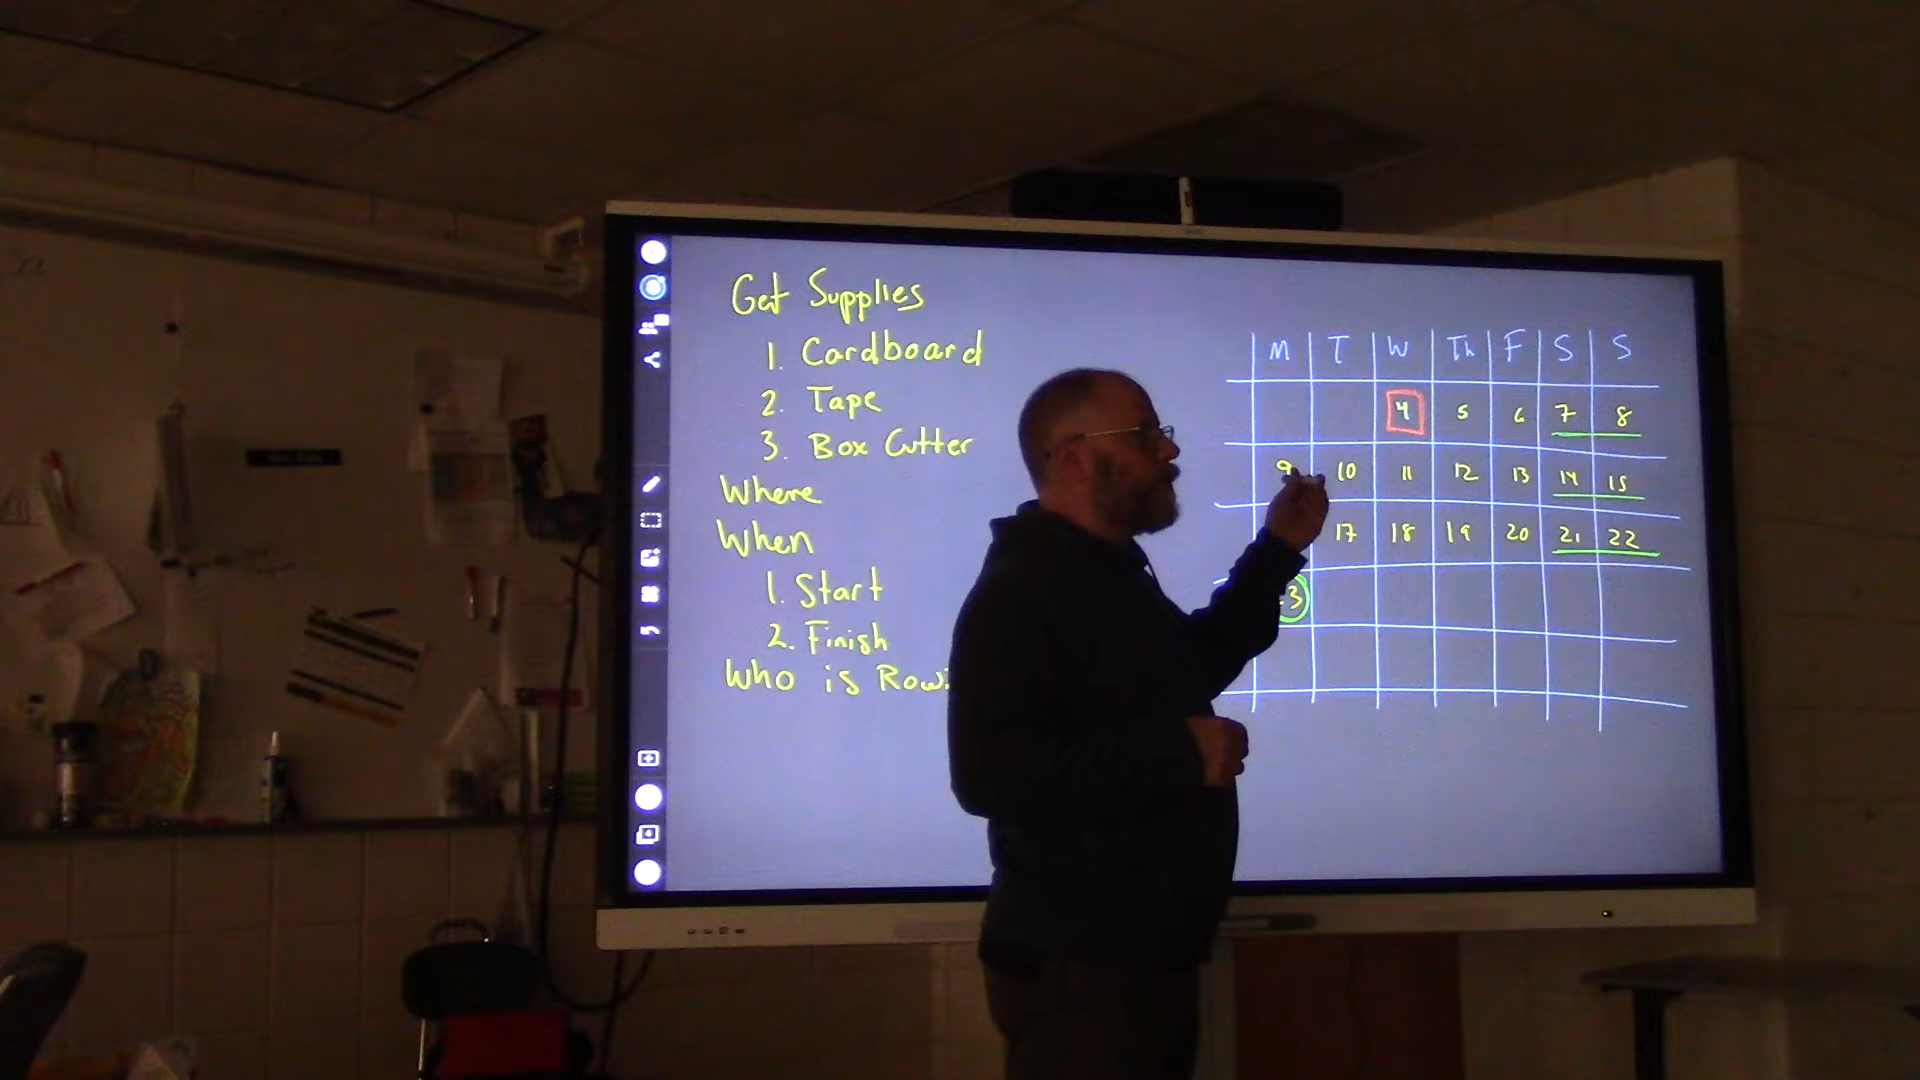 Get Supplies
1. Cardboard
2. Tape
3. Box Cutter
Where
When
1. Start
2. Finish
Who is
M T W Th F S S
4 5 6 7 8
9 10 11 12 13 14 15
17 18 19 20 21 22